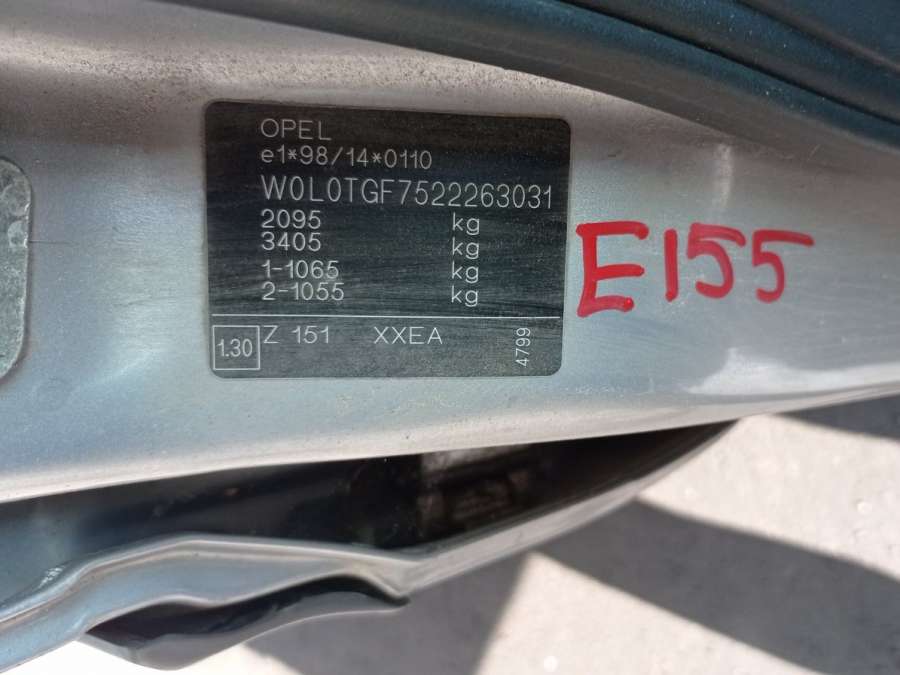 OPEL
e1*98/14*0110
W0L0TGF7522263031
2095 kg
3405 kg
1-1065 kg
2-1055 kg
1.30 Z 151 XXEA 4799
E155